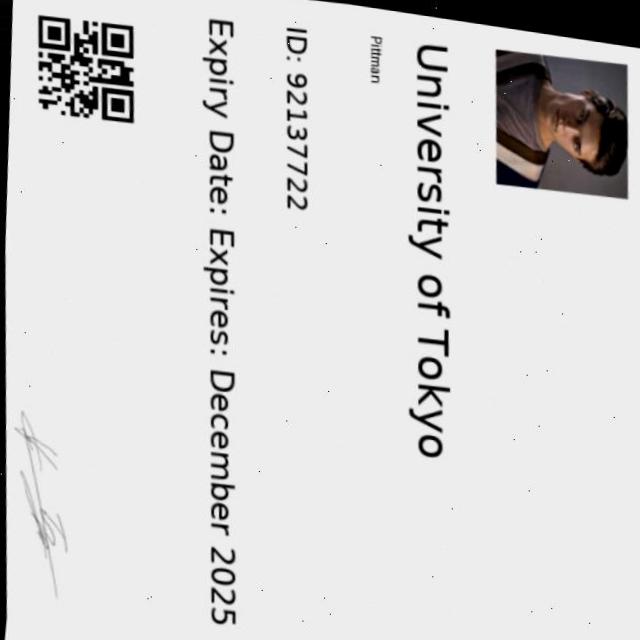 University of Tokyo
Pittman
ID: 92137722
Expiry Date: Expires: December 2025